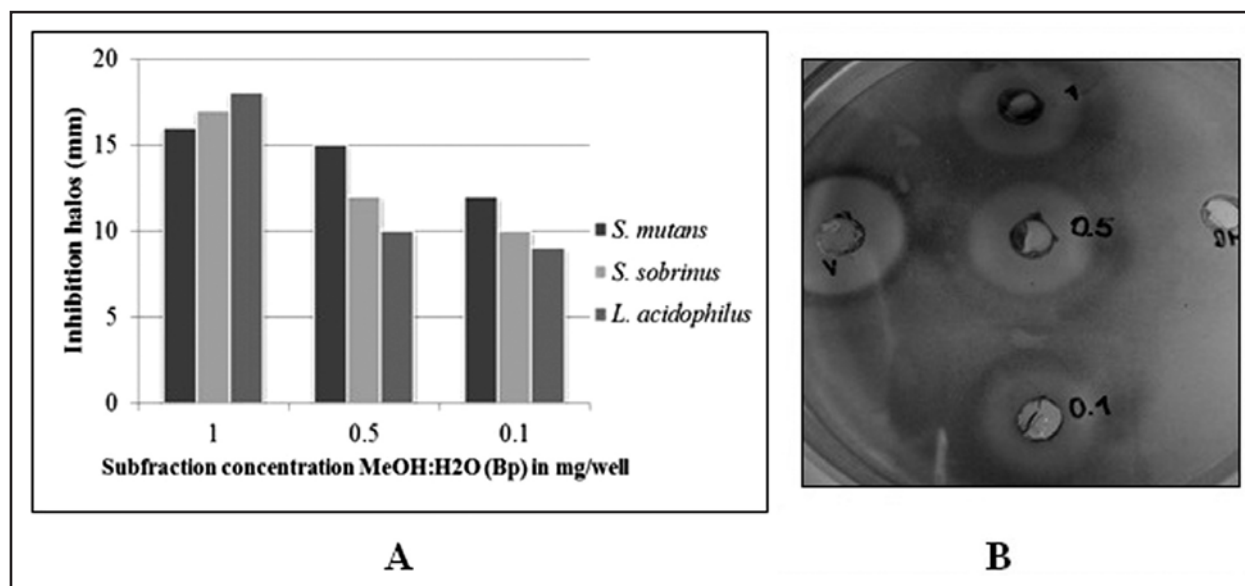 20
15
10
5
0
Inhibition halos (mm)
1
0.5
0.1
Subfraction concentration MeOH:H2O (Bp) in mg/well
S. mutans
S. sobrinus
L. acidophilus
A
1
V
0.5
0.1
B